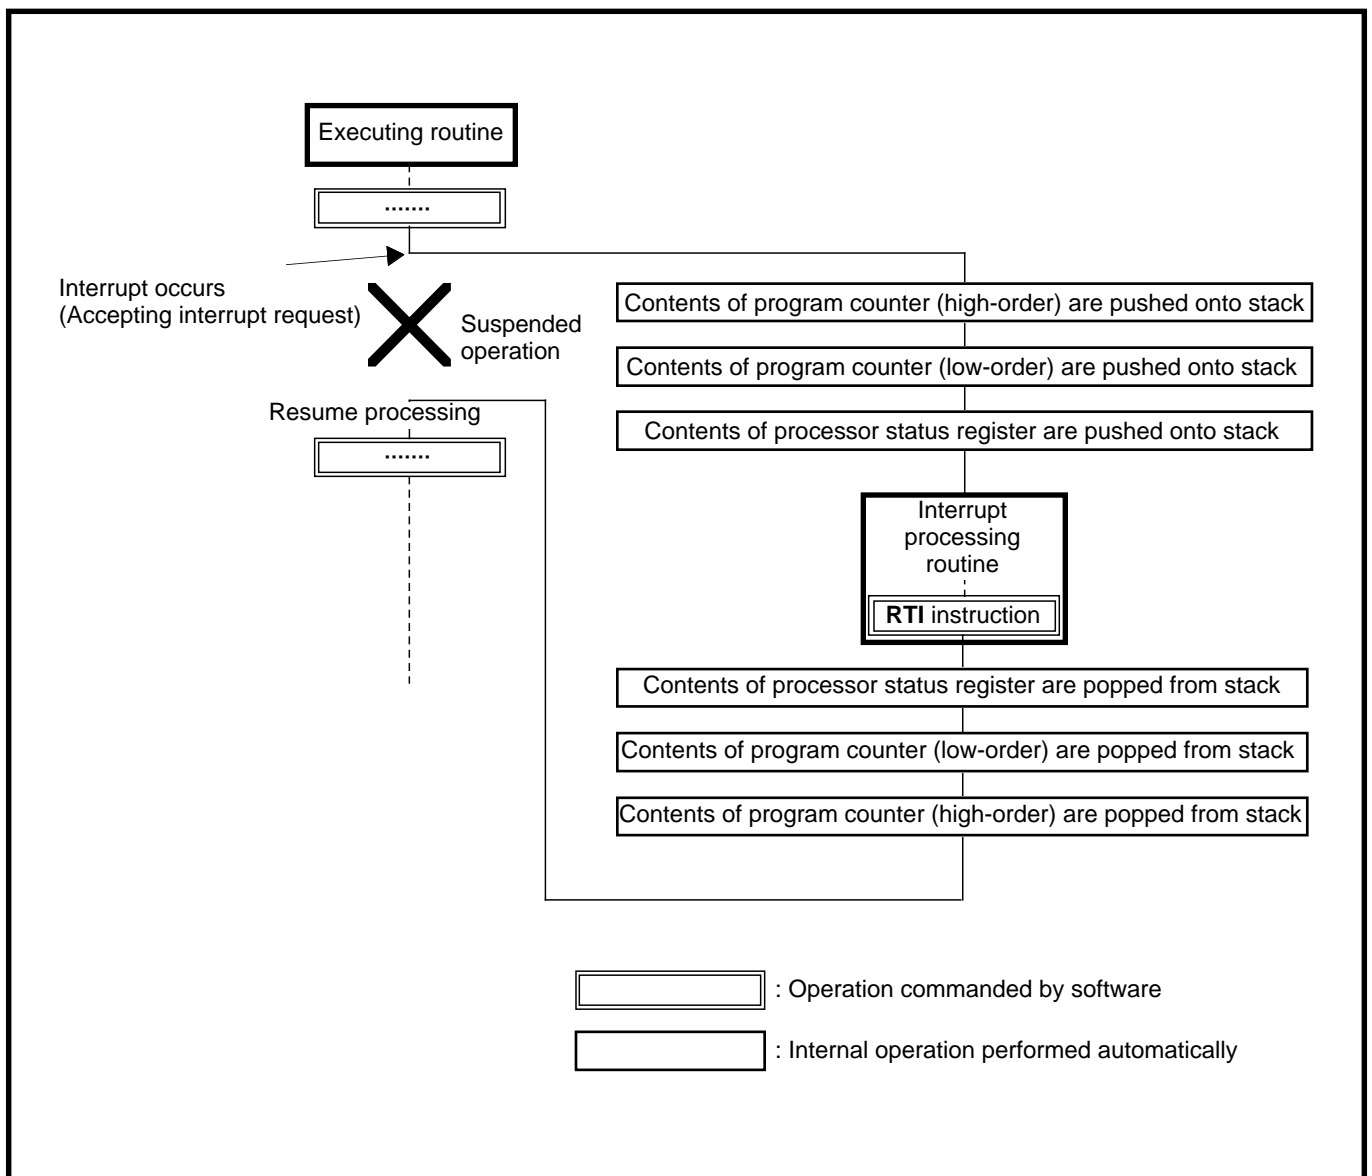 Executing routine
.......
Interrupt occurs
(Accepting interrupt request)
Suspended
operation
Contents of program counter (high-order) are pushed onto stack
Contents of program counter (low-order) are pushed onto stack
Resume processing
Contents of processor status register are pushed onto stack
.......
Interrupt
processing
routine
RTI instruction
Contents of processor status register are popped from stack
Contents of program counter (low-order) are popped from stack
Contents of program counter (high-order) are popped from stack
: Operation commanded by software
: Internal operation performed automatically